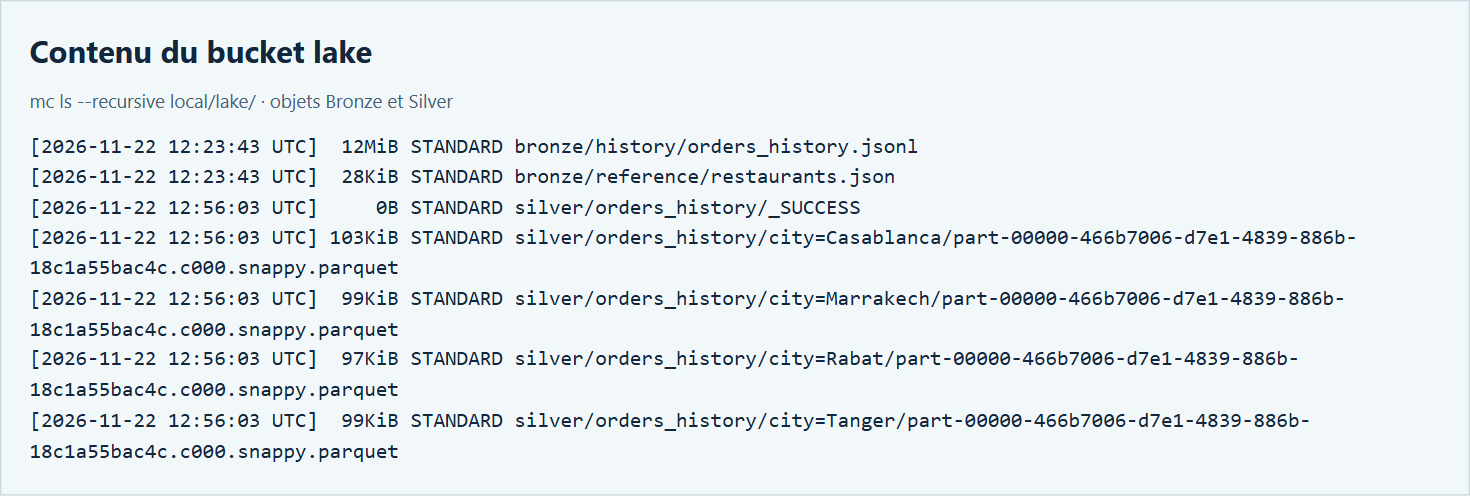 Contenu du bucket lake
mc ls --recursive local/lake/ · objets Bronze et Silver
[2026-11-22 12:23:43 UTC]  12MiB STANDARD bronze/history/orders_history.jsonl
[2026-11-22 12:23:43 UTC]  28KiB STANDARD bronze/reference/restaurants.json
[2026-11-22 12:56:03 UTC]     0B STANDARD silver/orders_history/_SUCCESS
[2026-11-22 12:56:03 UTC] 103KiB STANDARD silver/orders_history/city=Casablanca/part-00000-466b7006-d7e1-4839-886b-
18c1a55bac4c.c000.snappy.parquet
[2026-11-22 12:56:03 UTC]  99KiB STANDARD silver/orders_history/city=Marrakech/part-00000-466b7006-d7e1-4839-886b-
18c1a55bac4c.c000.snappy.parquet
[2026-11-22 12:56:03 UTC]  97KiB STANDARD silver/orders_history/city=Rabat/part-00000-466b7006-d7e1-4839-886b-
18c1a55bac4c.c000.snappy.parquet
[2026-11-22 12:56:03 UTC]  99KiB STANDARD silver/orders_history/city=Tanger/part-00000-466b7006-d7e1-4839-886b-
18c1a55bac4c.c000.snappy.parquet